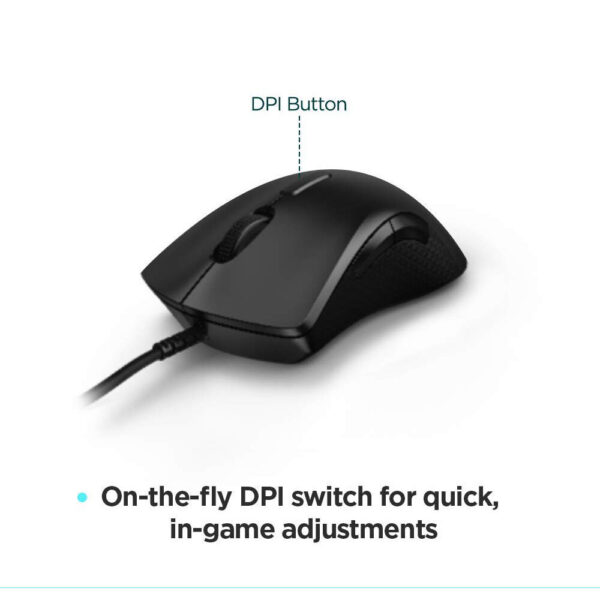 DPI Button
On-the-fly DPI switch for quick,
in-game adjustments